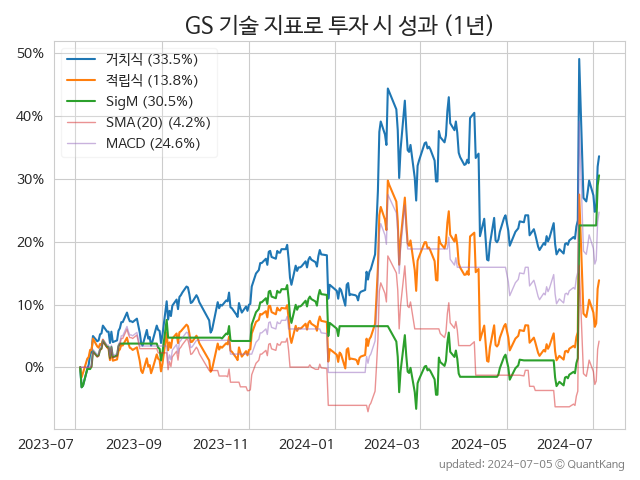 GS 기술 지표로 투자 시 성과 (1년)
거치식 (33.5%)
적립식 (13.8%)
SigM (30.5%)
SMA(20) (4.2%)
MACD (24.6%)
50%
40%
30%
20%
10%
0%
2023-07 2023-09 2023-11 2024-01 2024-03 2024-05 2024-07
updated: 2024-07-05 © QuantKang